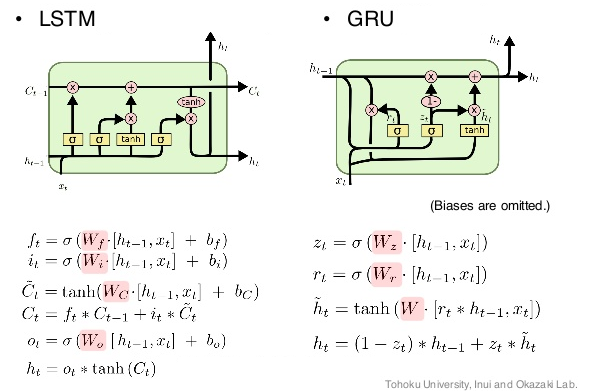 • LSTM
h_t
C_{t-1}
C_t
tanh
σ σ tanh σ
h_{t-1}
h_t
x_t
f_t = σ (W_f · [h_{t−1}, x_t] + b_f)
i_t = σ (W_i · [h_{t−1}, x_t] + b_i)
C̃_t = tanh(W_C · [h_{t−1}, x_t] + b_C)
C_t = f_t * C_{t−1} + i_t * C̃_t
o_t = σ (W_o [ h_{t−1}, x_t] + b_o)
h_t = o_t * tanh (C_t)
• GRU
h_t
h_{t-1}
h_t
1-
r_t z_t h̃_t
σ σ tanh
x_t
(Biases are omitted.)
z_t = σ (W_z · [h_{t−1}, x_t])
r_t = σ (W_r · [h_{t−1}, x_t])
h̃_t = tanh (W · [r_t * h_{t−1}, x_t])
h_t = (1 − z_t) * h_{t−1} + z_t * h̃_t
Tohoku University, Inui and Okazaki Lab.